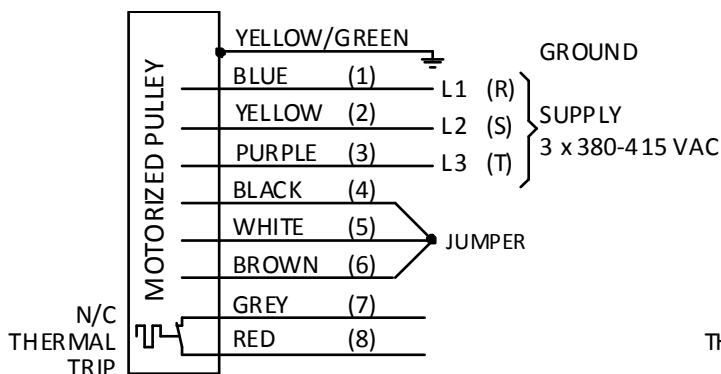 MOTORIZED PULLEY
YELLOW/GREEN
GROUND
BLUE (1) L1 (R)
YELLOW (2) L2 (S)
PURPLE (3) L3 (T)
SUPPLY
3 x 380-415 VAC
BLACK (4)
WHITE (5)
BROWN (6)
JUMPER
GREY (7)
RED (8)
N/C
THERMAL
TRIP
TH